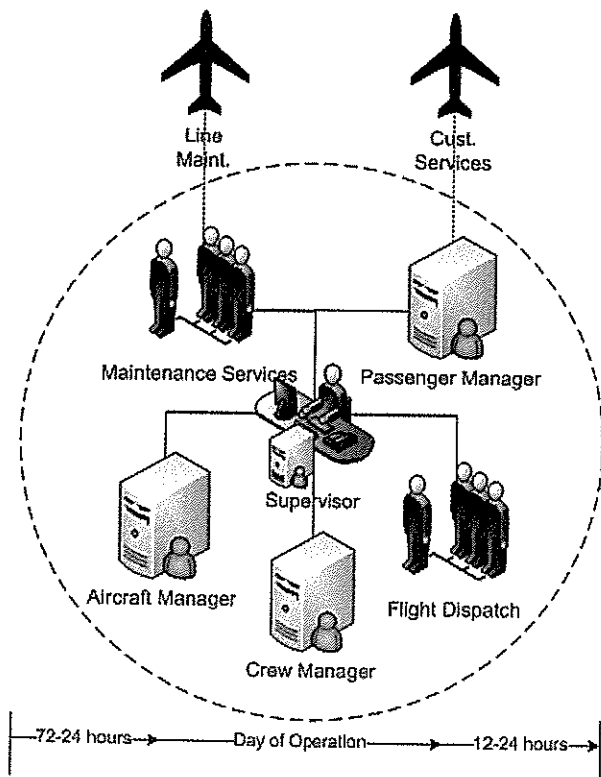 Line
Maint.
Cust.
Services
Maintenance Services
Passenger Manager
Supervisor
Aircraft Manager
Flight Dispatch
Crew Manager
72-24 hours
Day of Operation
12-24 hours